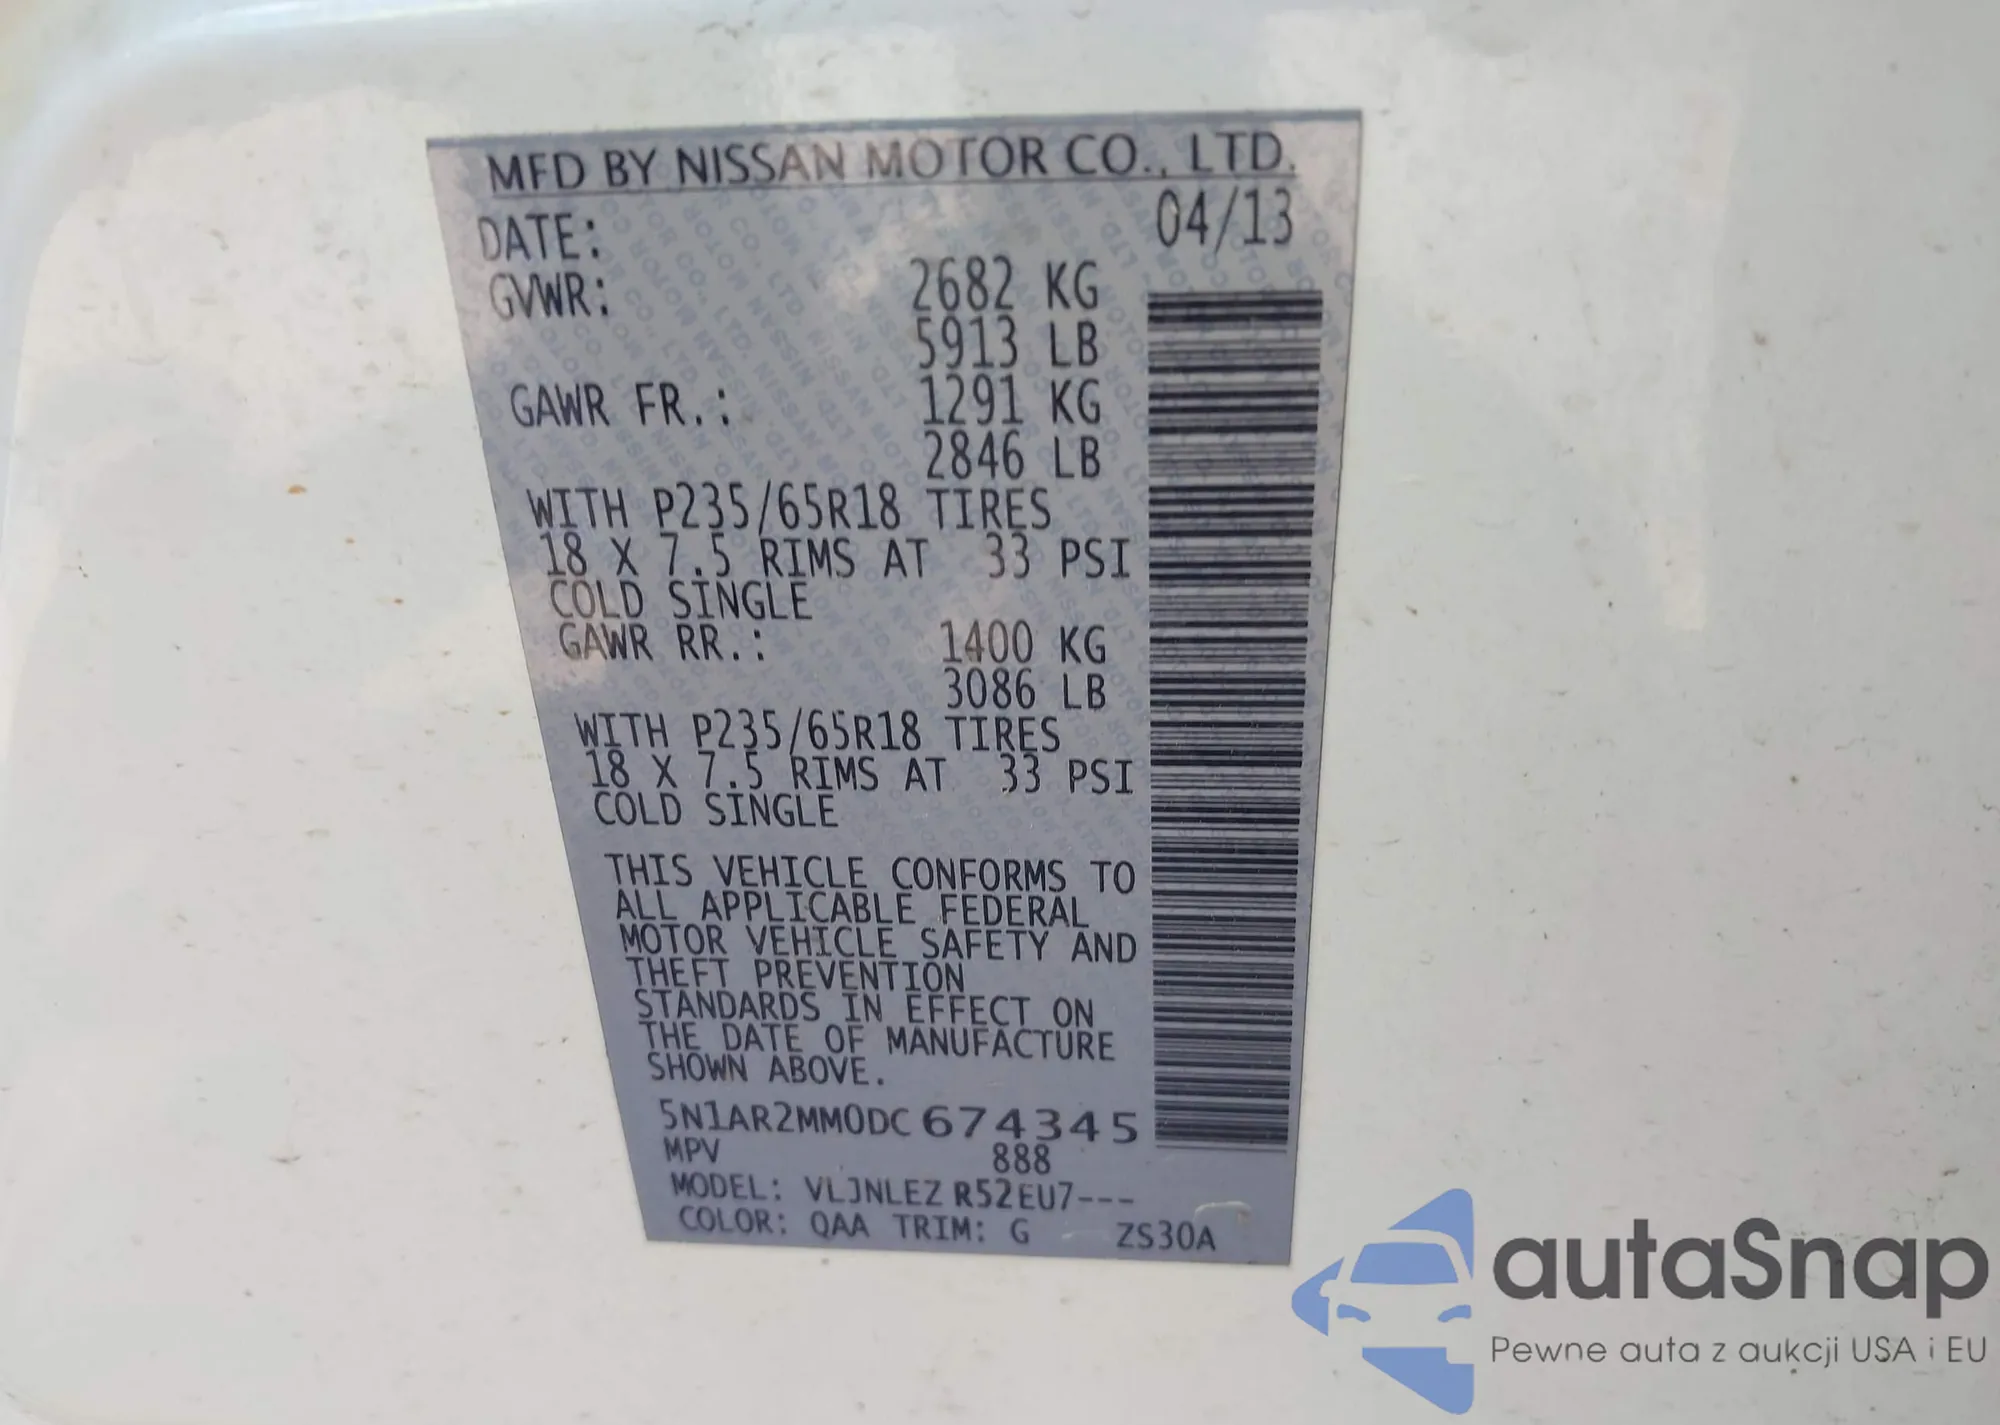 MFD BY NISSAN MOTOR CO., LTD.
DATE: 04/13
GVWR: 2682 KG
5913 LB
GAWR FR.: 1291 KG
2846 LB
WITH P235/65R18 TIRES
18 X 7.5 RIMS AT 33 PSI
COLD SINGLE
GAWR RR.: 1400 KG
3086 LB
WITH P235/65R18 TIRES
18 X 7.5 RIMS AT 33 PSI
COLD SINGLE
THIS VEHICLE CONFORMS TO
ALL APPLICABLE FEDERAL
MOTOR VEHICLE SAFETY AND
THEFT PREVENTION
STANDARDS IN EFFECT ON
THE DATE OF MANUFACTURE
SHOWN ABOVE.
5N1AR2MM0DC674345
MPV 888
MODEL: VLJNLEZ R52EU7---
COLOR: QAA TRIM: G ZS30A
autaSnap
Pewne auta z aukcji USA i EU